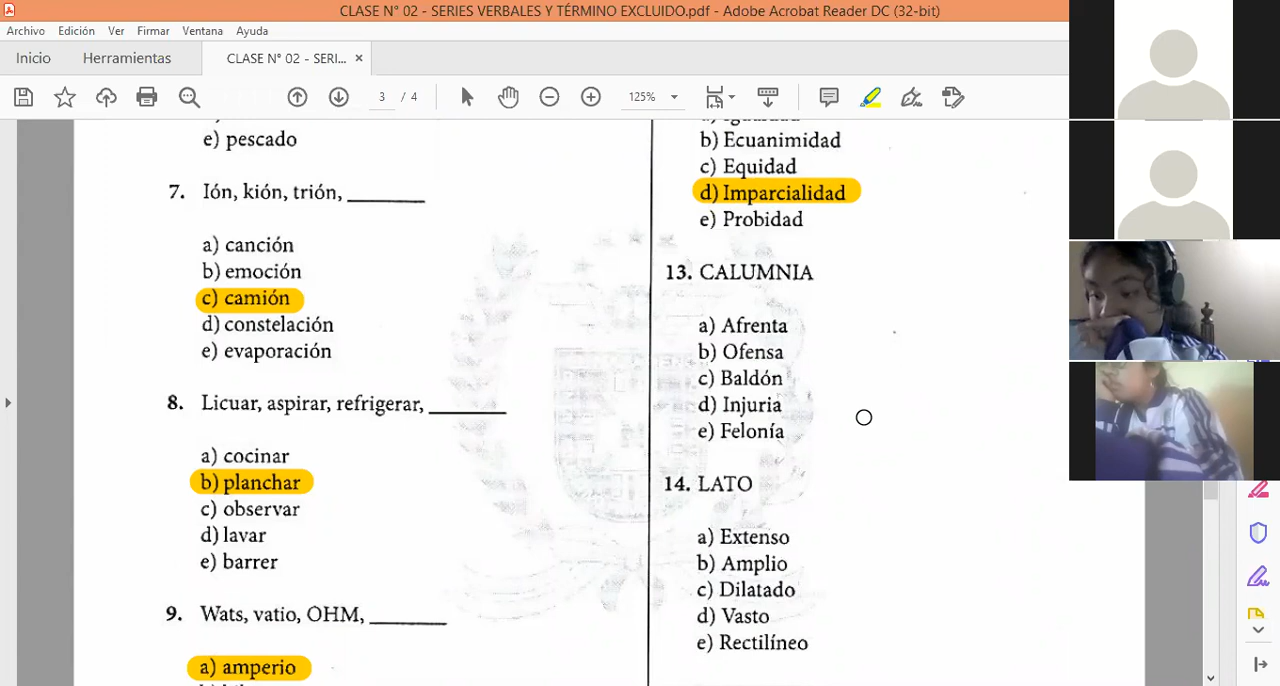 CLASE N° 02 - SERIES VERBALES Y TÉRMINO EXCLUIDO.pdf - Adobe Acrobat Reader DC (32-bit)
Archivo Edición Ver Firmar Ventana Ayuda
Inicio Herramientas CLASE N° 02 - SERI... ×
3 / 4 125%
e) pescado
7. Ión, kión, trión, ________
a) canción
b) emoción
c) camión
d) constelación
e) evaporación
8. Licuar, aspirar, refrigerar, ________
a) cocinar
b) planchar
c) observar
d) lavar
e) barrer
9. Wats, vatio, OHM, ________
a) amperio
b) Ecuanimidad
c) Equidad
d) Imparcialidad
e) Probidad
13. CALUMNIA
a) Afrenta
b) Ofensa
c) Baldón
d) Injuria
e) Felonía
14. LATO
a) Extenso
b) Amplio
c) Dilatado
d) Vasto
e) Rectilíneo